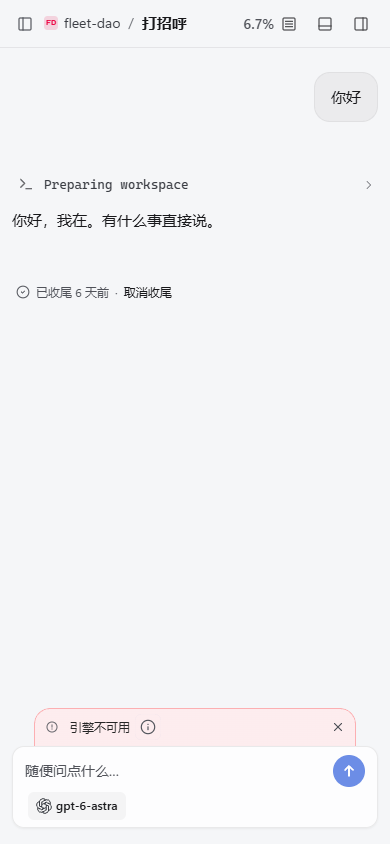 FD fleet-dao / 打招呼 6.7%
你好
Preparing workspace
你好，我在。有什么事直接说。
已收尾 6 天前 · 取消收尾
引擎不可用
随便问点什么...
gpt-6-astra